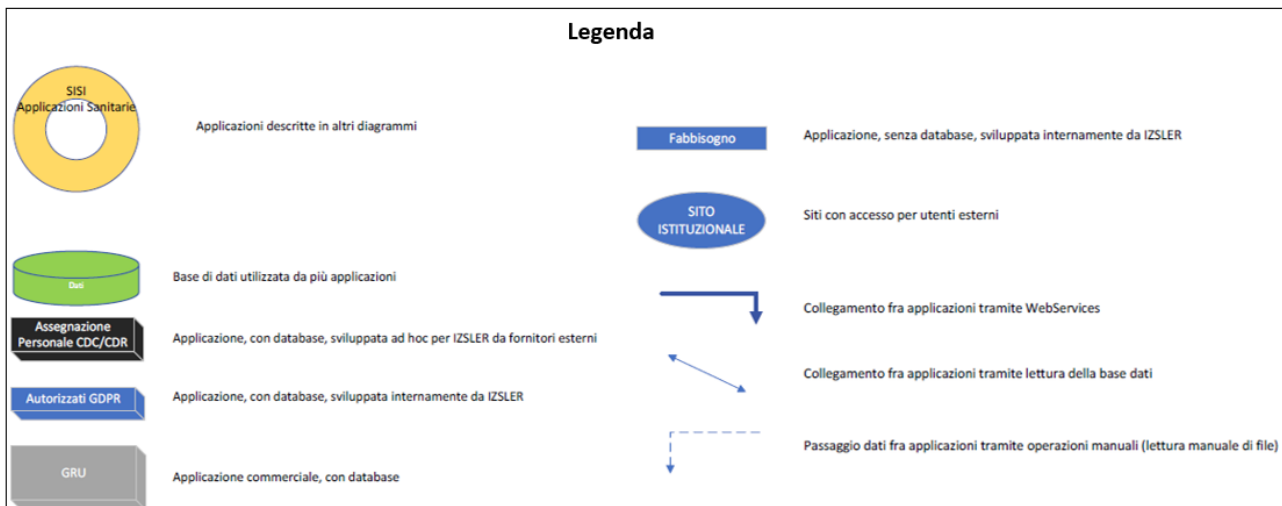 Legenda
SISI
Applicazioni Sanitarie
Applicazioni descritte in altri diagrammi
Dati
Base di dati utilizzata da più applicazioni
Assegnazione
Personale CDC/CDR
Applicazione, con database, sviluppata ad hoc per IZSLER da fornitori esterni
Autorizzati GDPR
Applicazione, con database, sviluppata internamente da IZSLER
GRU
Applicazione commerciale, con database
Fabbisogno
Applicazione, senza database, sviluppata internamente da IZSLER
SITO
ISTITUZIONALE
Siti con accesso per utenti esterni
Collegamento fra applicazioni tramite WebServices
Collegamento fra applicazioni tramite lettura della base dati
Passaggio dati fra applicazioni tramite operazioni manuali (lettura manuale di file)